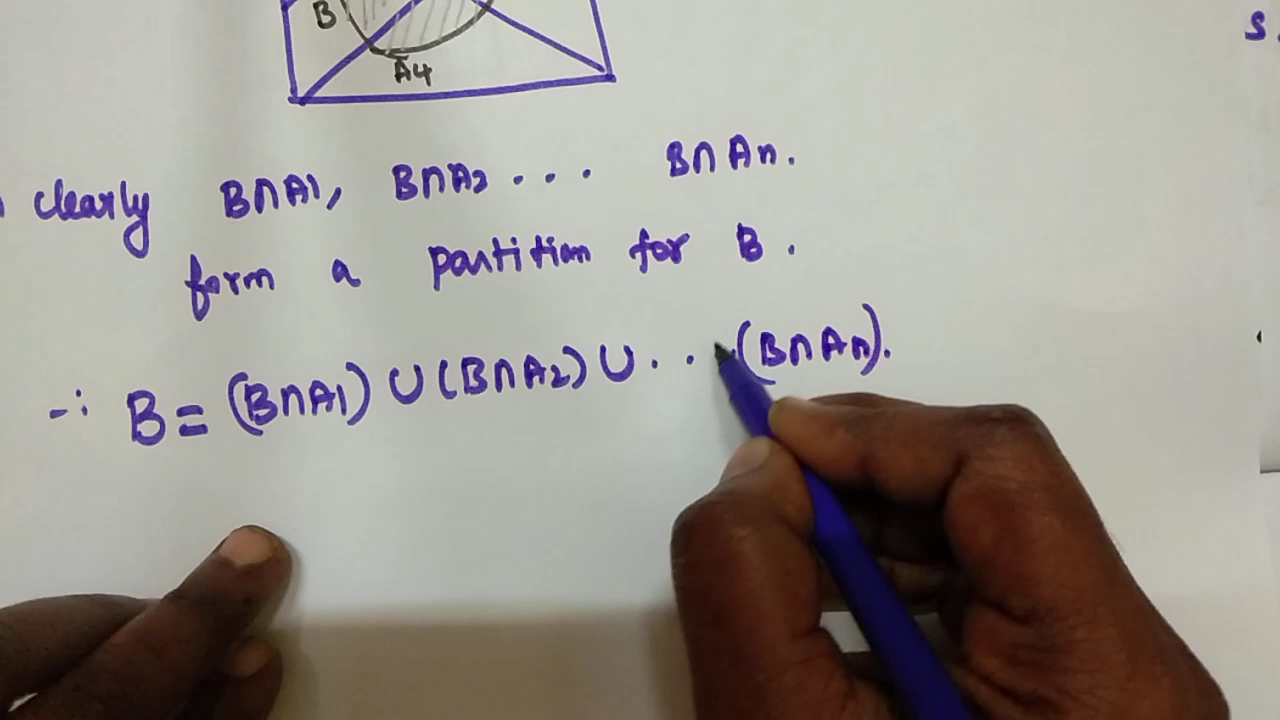 B
A4
S.
clearly B∩A1, B∩A2 ... B∩An.
form a partition for B.
∴ B = (B∩A1) ∪ (B∩A2) ∪ ... (B∩An).